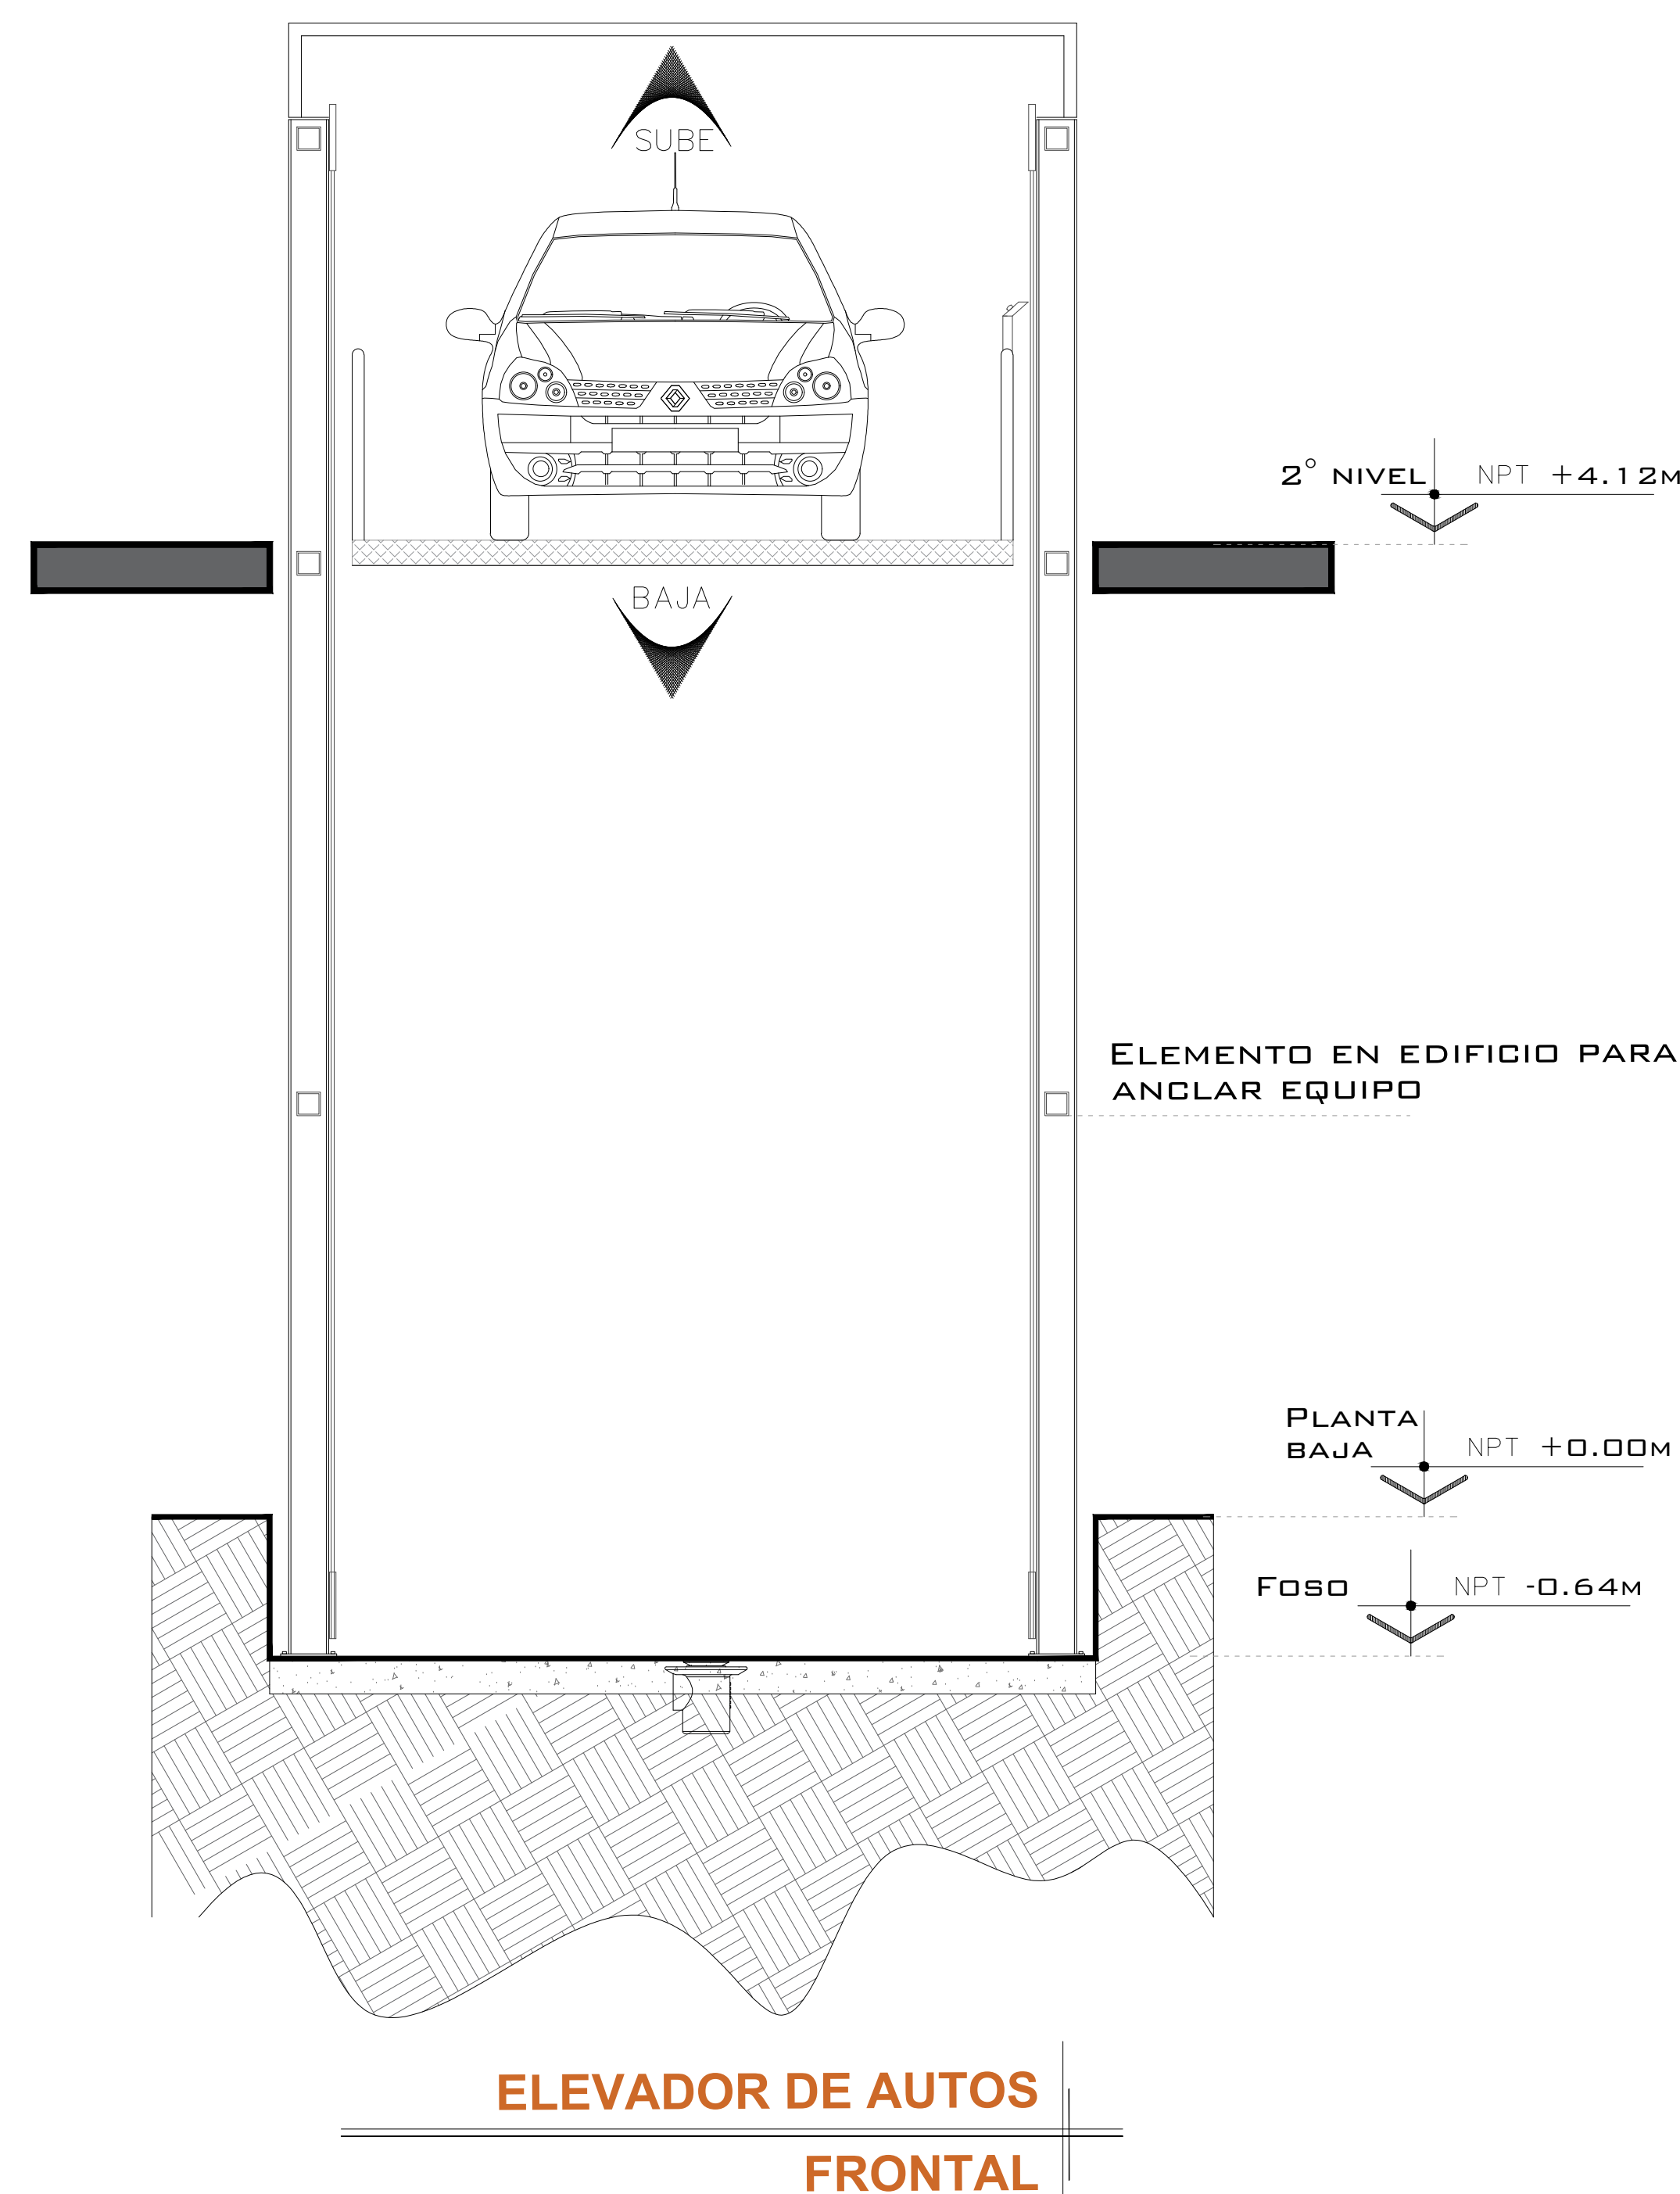 SUBE
2° NIVEL NPT +4.12M
BAJA
ELEMENTO EN EDIFICIO PARA
ANCLAR EQUIPO
PLANTA
BAJA NPT +0.00M
FOSO NPT -0.64M
ELEVADOR DE AUTOS
FRONTAL